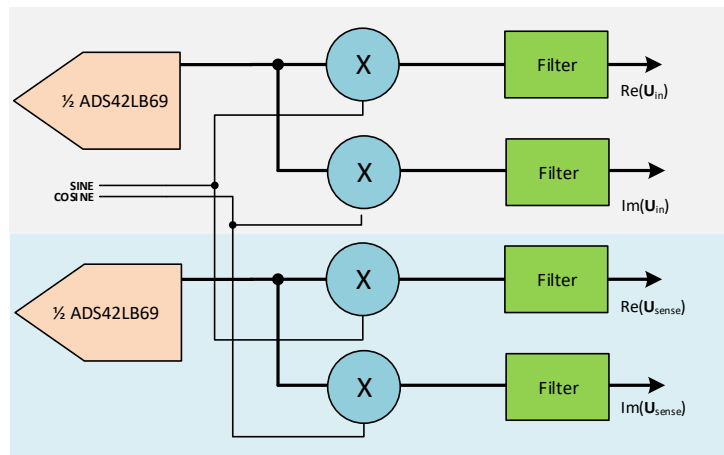 ½ ADS42LB69
X
Filter
Re(Uin)
X
Filter
Im(Uin)
SINE
COSINE
½ ADS42LB69
X
Filter
Re(Usense)
X
Filter
Im(Usense)